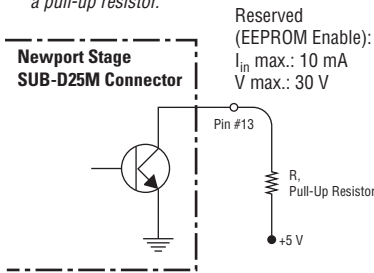 a pull-up resistor.
Reserved
(EEPROM Enable):
Iin max.: 10 mA
V max.: 30 V
Newport Stage
SUB-D25M Connector
Pin #13
R,
Pull-Up Resistor
+5 V